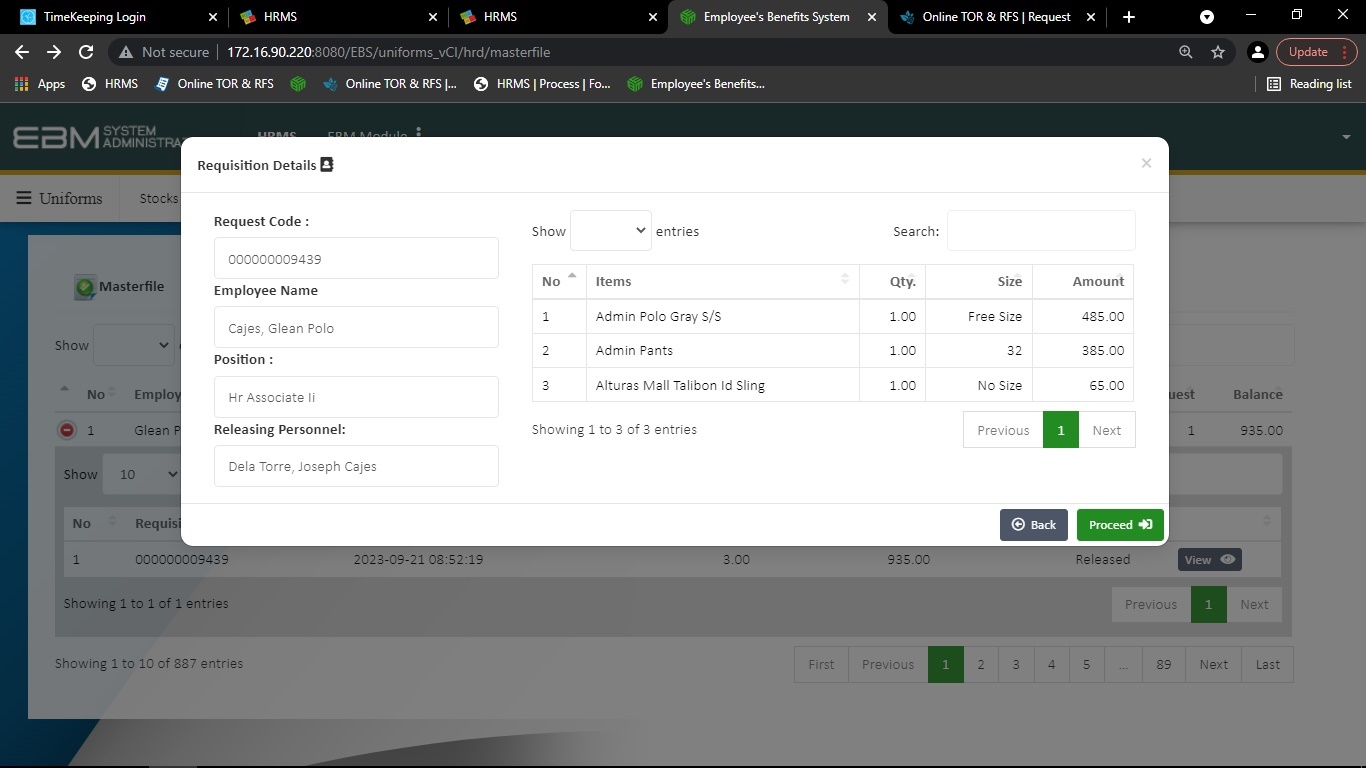 TimeKeeping Login
HRMS
HRMS
Employee's Benefits System
Online TOR & RFS | Request
Not secure
172.16.90.220:8080/EBS/uniforms_vCI/hrd/masterfile
Update
Apps
HRMS
Online TOR & RFS
Online TOR & RFS |...
HRMS | Process | Fo...
Employee's Benefits...
Reading list
EBM SYSTEM
HRMS
EBM Module
Requisition Details
×
Uniforms
Stocks
Request Code :
000000009439
Employee Name
Cajes, Glean Polo
Position :
Hr Associate Ii
Releasing Personnel:
Dela Torre, Joseph Cajes
Show entries
Search:
No Items Qty. Size Amount
1 Admin Polo Gray S/S 1.00 Free Size 485.00
2 Admin Pants 1.00 32 385.00
3 Alturas Mall Talibon Id Sling 1.00 No Size 65.00
Showing 1 to 3 of 3 entries
Previous 1 Next
Back
Proceed
Masterfile
Show
No
Balance
1 Glean P 1 935.00
Show 10
No
1 000000009439 2023-09-21 08:52:19 3.00 935.00 Released View
Showing 1 to 1 of 1 entries
Previous 1 Next
Showing 1 to 10 of 887 entries
First Previous 1 2 3 4 5 ... 89 Next Last